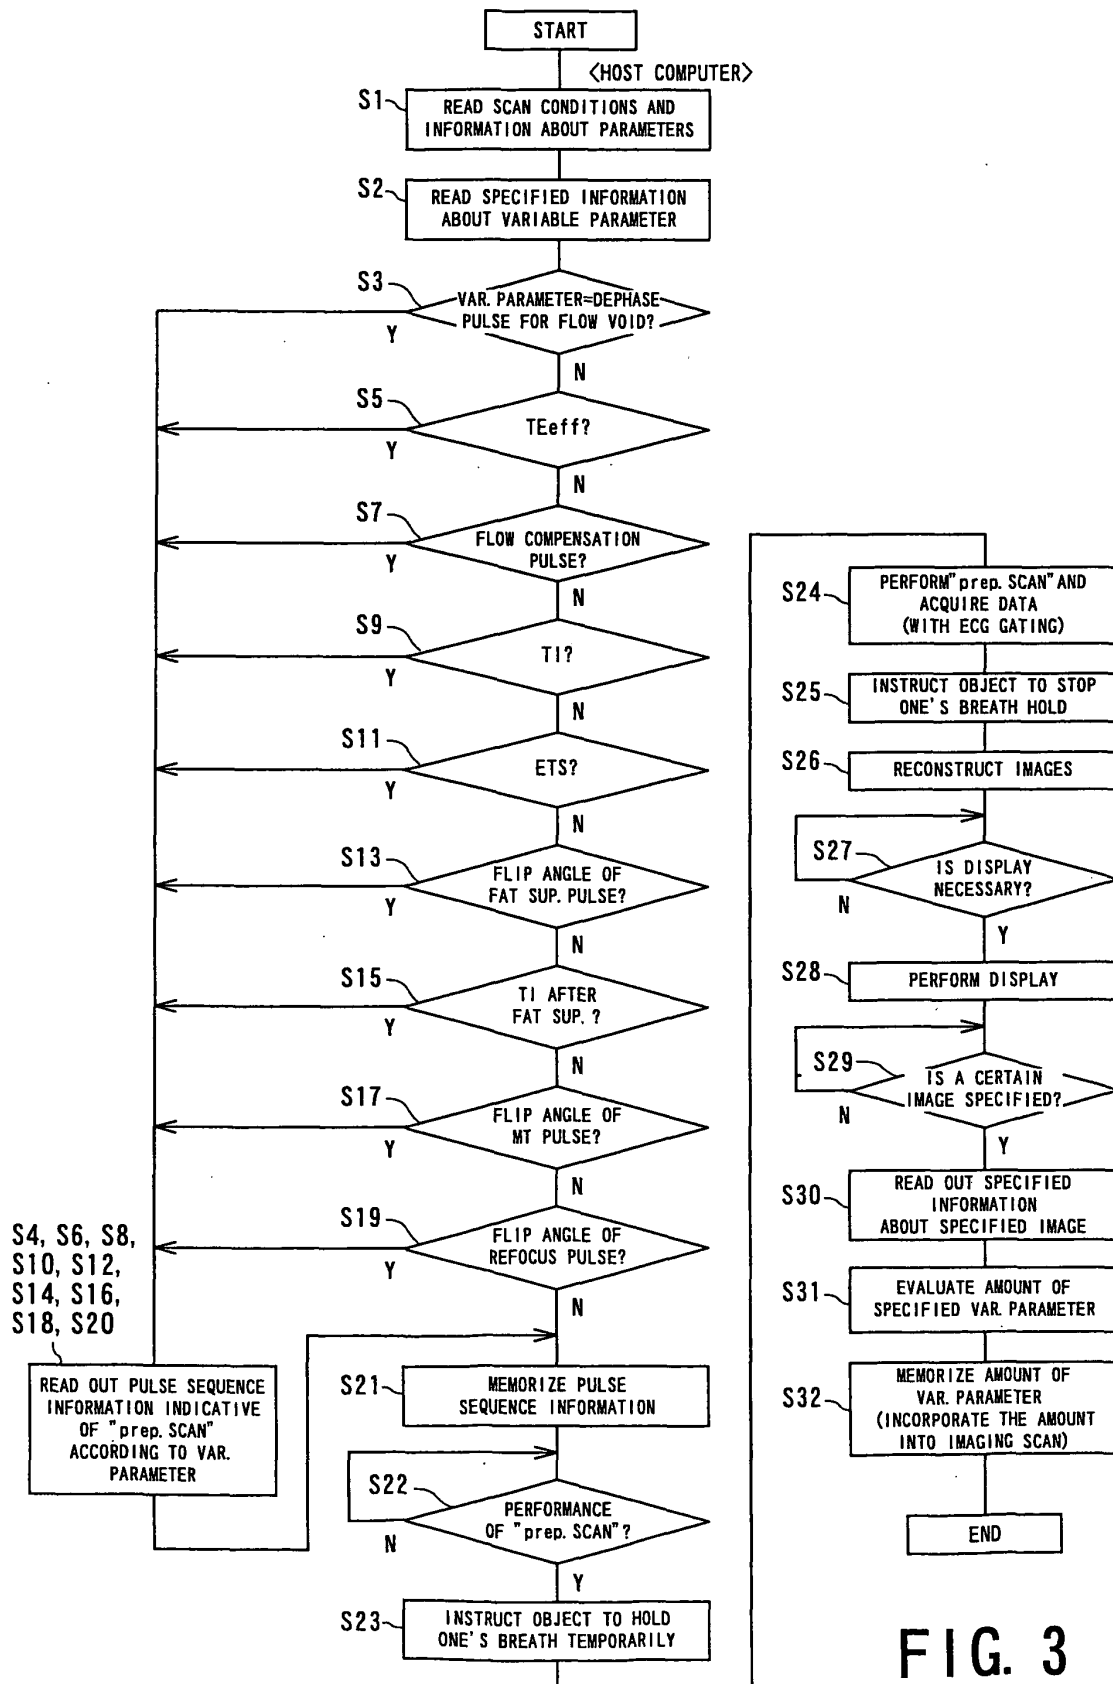 START
<HOST COMPUTER>
S1
READ SCAN CONDITIONS AND
INFORMATION ABOUT PARAMETERS
S2
READ SPECIFIED INFORMATION
ABOUT VARIABLE PARAMETER
S3
VAR. PARAMETER=DEPHASE
PULSE FOR FLOW VOID?
Y
N
S5
TEeff?
Y
N
S7
FLOW COMPENSATION
PULSE?
Y
N
S9
TI?
Y
N
S11
ETS?
Y
N
S13
FLIP ANGLE OF
FAT SUP. PULSE?
Y
N
S15
TI AFTER
FAT SUP. ?
Y
N
S17
FLIP ANGLE OF
MT PULSE?
Y
N
S19
FLIP ANGLE OF
REFOCUS PULSE?
Y
N
S4, S6, S8,
S10, S12,
S14, S16,
S18, S20
READ OUT PULSE SEQUENCE
INFORMATION INDICATIVE
OF "prep. SCAN"
ACCORDING TO VAR.
PARAMETER
S21
MEMORIZE PULSE
SEQUENCE INFORMATION
S22
PERFORMANCE
OF "prep. SCAN"?
N
Y
S23
INSTRUCT OBJECT TO HOLD
ONE'S BREATH TEMPORARILY
S24
PERFORM "prep. SCAN" AND
ACQUIRE DATA
(WITH ECG GATING)
S25
INSTRUCT OBJECT TO STOP
ONE'S BREATH HOLD
S26
RECONSTRUCT IMAGES
S27
IS DISPLAY
NECESSARY?
N
Y
S28
PERFORM DISPLAY
S29
IS A CERTAIN
IMAGE SPECIFIED?
N
Y
S30
READ OUT SPECIFIED
INFORMATION
ABOUT SPECIFIED IMAGE
S31
EVALUATE AMOUNT OF
SPECIFIED VAR. PARAMETER
S32
MEMORIZE AMOUNT OF
VAR. PARAMETER
(INCORPORATE THE AMOUNT
INTO IMAGING SCAN)
END
FIG. 3